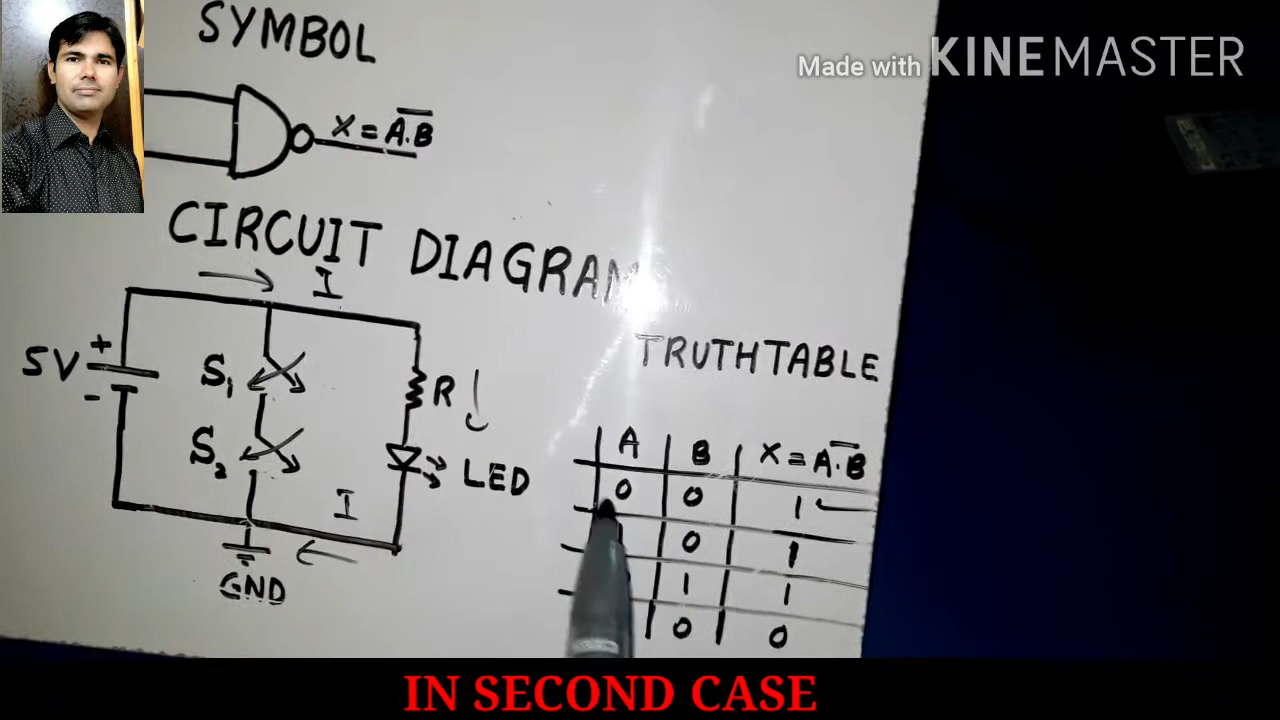 SYMBOL
Made with KINEMASTER
X = A.B
CIRCUIT DIAGRAM
I
5V
+
-
S1
S2
R
LED
I
GND
TRUTHTABLE
A B X = A.B
0 0 1
0 1
1 1
0 0
IN SECOND CASE